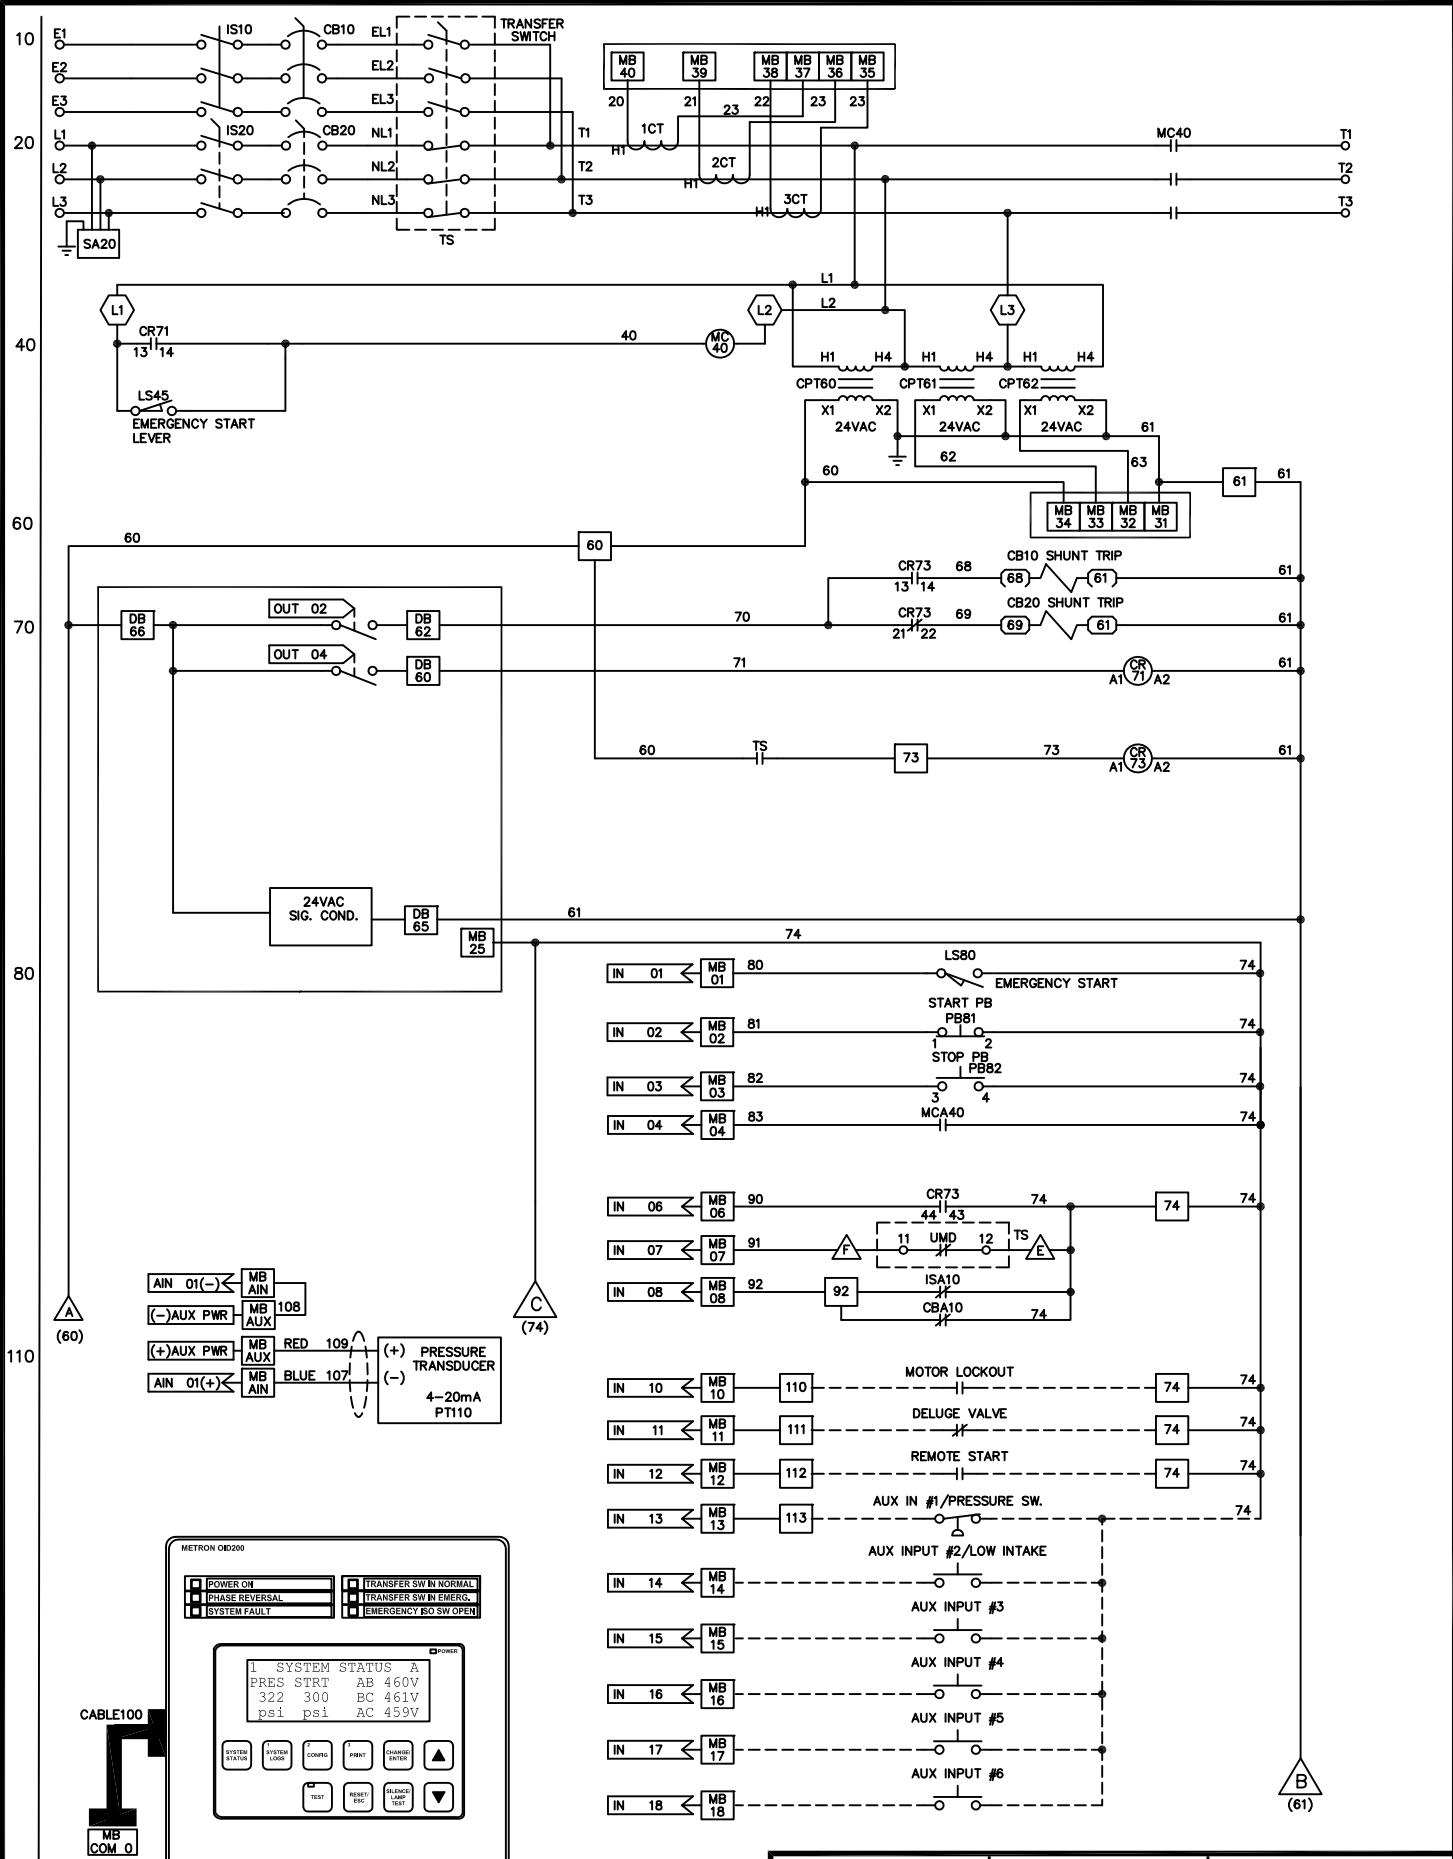 10
E1
IS10
CB10
EL1
TRANSFER
SWITCH
E2
EL2
MB
40
MB
39
MB
38
MB
37
MB
36
MB
35
E3
EL3
20
21
22
23
23
23
20
L1
IS20
CB20
NL1
T1
1CT
H1
MC40
T1
L2
NL2
T2
2CT
H1
T2
L3
NL3
T3
3CT
H1
T3
SA20
TS
L1
L1
L2
L2
L3
40
CR71
13 14
40
MC
40
H1 H4
H1 H4
H1 H4
CPT60
CPT61
CPT62
LS45
EMERGENCY START
LEVER
X1 X2
24VAC
X1 X2
24VAC
X1 X2
24VAC
61
60
62
63
61
61
MB
34
MB
33
MB
32
MB
31
60
60
60
CR73
13 14
68
CB10 SHUNT TRIP
68
61
61
70
DB
66
OUT 02
DB
62
70
CR73
21 22
69
CB20 SHUNT TRIP
69
61
61
OUT 04
DB
60
71
CR
71
A1 A2
61
60
TS
73
73
CR
73
A1 A2
61
24VAC
SIG. COND.
DB
65
61
MB
25
74
80
IN 01
MB
01
80
LS80
EMERGENCY START
74
IN 02
MB
02
81
START PB
PB81
1 2
74
IN 03
MB
03
82
STOP PB
PB82
3 4
74
IN 04
MB
04
83
MCA40
74
IN 06
MB
06
90
CR73
44 43
74
74
74
IN 07
MB
07
91
F
11
UMD
12
TS
E
IN 08
MB
08
92
92
ISA10
CBA10
74
A
(60)
C
(74)
AIN 01(-)
MB
AIN
(-)AUX PWR
MB
AUX
108
110
(+)AUX PWR
MB
AUX
RED 109
(+)
PRESSURE
TRANSDUCER
AIN 01(+)
MB
AIN
BLUE 107
(-)
4-20mA
PT110
IN 10
MB
10
110
MOTOR LOCKOUT
74
74
IN 11
MB
11
111
DELUGE VALVE
74
74
IN 12
MB
12
112
REMOTE START
74
74
IN 13
MB
13
113
AUX IN #1/PRESSURE SW.
74
IN 14
MB
14
AUX INPUT #2/LOW INTAKE
IN 15
MB
15
AUX INPUT #3
IN 16
MB
16
AUX INPUT #4
IN 17
MB
17
AUX INPUT #5
IN 18
MB
18
AUX INPUT #6
B
(61)
METRON OID200
POWER ON
PHASE REVERSAL
SYSTEM FAULT
TRANSFER SW IN NORMAL
TRANSFER SW IN EMERG.
EMERGENCY ISO SW OPEN
POWER
1 SYSTEM STATUS A
PRES STRT AB 460V
322 300 BC 461V
psi psi AC 459V
SYSTEM
STATUS
1
SYSTEM
LOGS
2
CONFIG
3
PRINT
CHANGE/
ENTER
TEST
RESET/
ESC
SILENCE/
LAMP
TEST
CABLE100
MB
COM 0